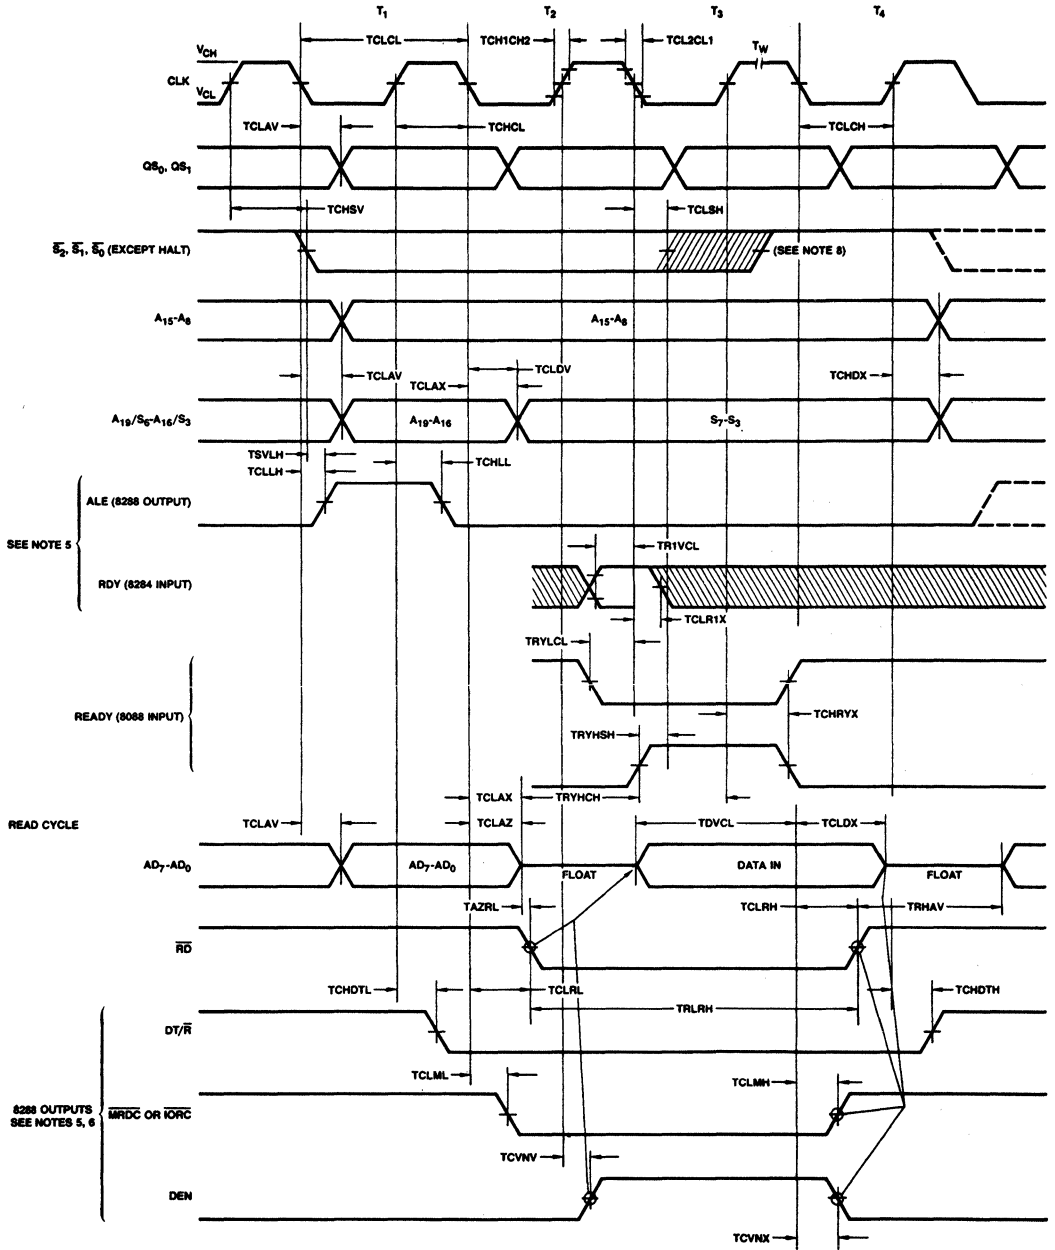 T1 T2 T3 T4
TCLCL TCH1CH2 TCL2CL1 TW
VCH
CLK
VCL
TCLAV TCHCL TCLCH
QS0, QS1
TCHSV TCLSH
S2, S1, S0 (EXCEPT HALT) (SEE NOTE 8)
A15-A8 A15-A8
TCLAV TCLDV TCHDX
TCLAX
A19/S6-A16/S3 A19-A16 S7-S3
TSVLH TCHLL
TCLLH
ALE (8288 OUTPUT)
SEE NOTE 5
TR1VCL
RDY (8284 INPUT)
TCLR1X
TRYLCL
READY (8088 INPUT) TCHRYX
TRYHSH
TCLAX TRYHCH
READ CYCLE TCLAV TCLAZ TDVCL TCLDX
AD7-AD0 AD7-AD0 FLOAT DATA IN FLOAT
TAZRL TCLRH TRHAV
RD
TCHDTL TCLRL TRLRH TCHDTH
DT/R
TCLML TCLMH
8288 OUTPUTS
SEE NOTES 5, 6
MRDC OR IORC
TCVNV
DEN
TCVNX